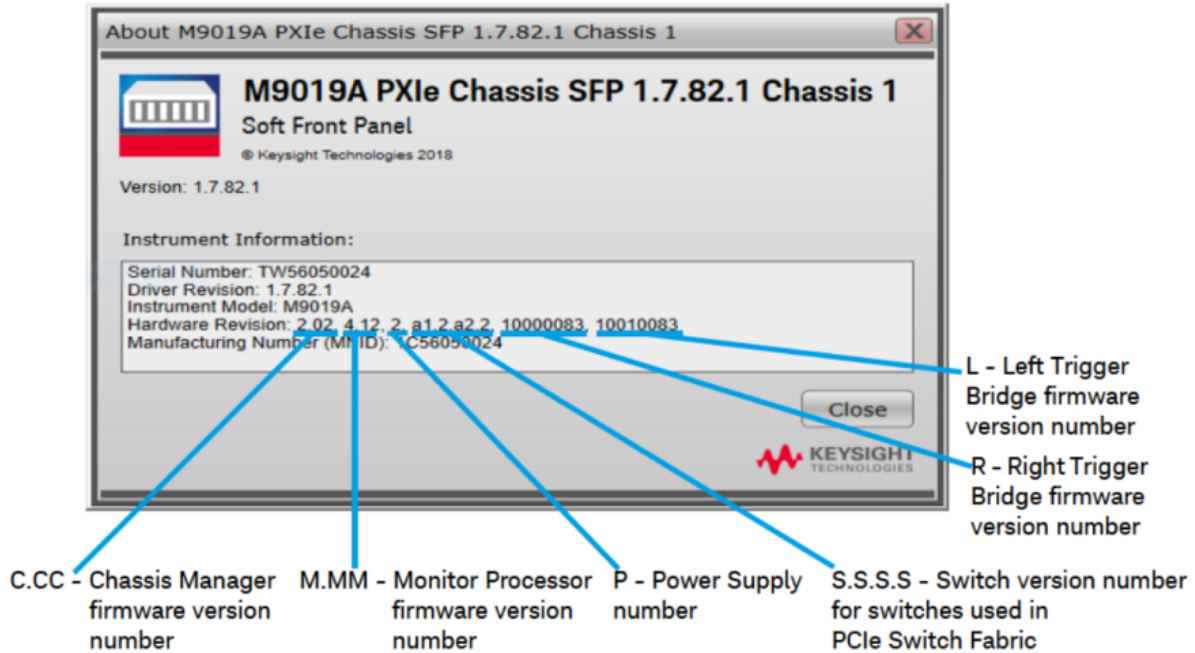 About M9019A PXIe Chassis SFP 1.7.82.1 Chassis 1
M9019A PXIe Chassis SFP 1.7.82.1 Chassis 1
Soft Front Panel
© Keysight Technologies 2018
Version: 1.7.82.1
Instrument Information:
Serial Number: TW56050024
Driver Revision: 1.7.82.1
Instrument Model: M9019A
Hardware Revision: 2.02, 4.12, 2, a1.2.a2.2, 10000083, 10010083,
Manufacturing Number (MNID): TC56050024
Close
KEYSIGHT
TECHNOLOGIES
L - Left Trigger
Bridge firmware
version number
R - Right Trigger
Bridge firmware
version number
C.CC - Chassis Manager
firmware version
number
M.MM - Monitor Processor
firmware version
number
P - Power Supply
number
S.S.S.S - Switch version number
for switches used in
PCIe Switch Fabric